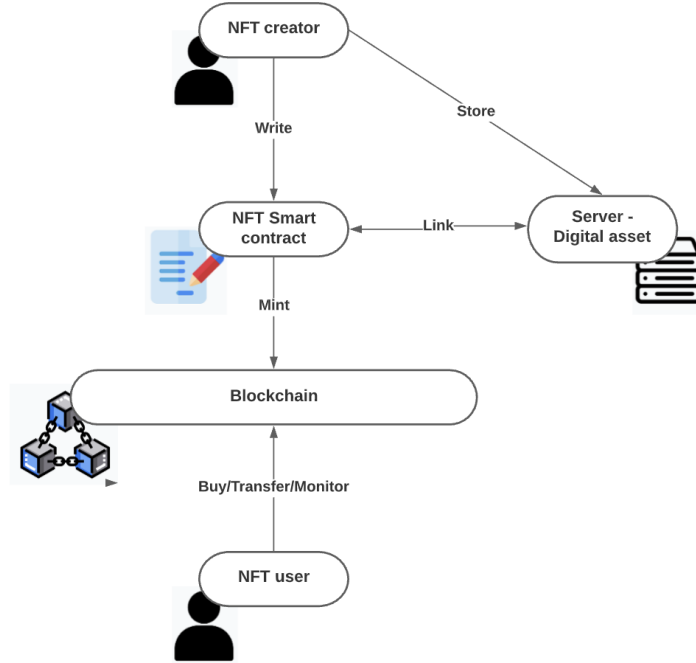 NFT creator
Write
Store
NFT Smart
contract
Link
Server -
Digital asset
Mint
Blockchain
Buy/Transfer/Monitor
NFT user